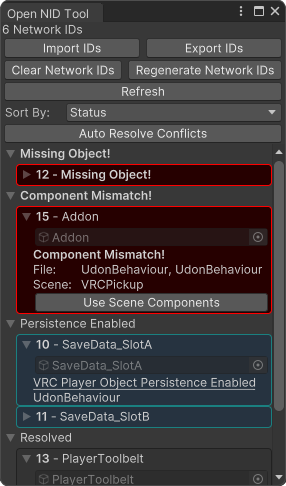 Open NID Tool
6 Network IDs
Import IDs Export IDs
Clear Network IDs Regenerate Network IDs
Refresh
Sort By: Status
Auto Resolve Conflicts
Missing Object!
12 - Missing Object!
Component Mismatch!
15 - Addon
Addon
Component Mismatch!
File: UdonBehaviour, UdonBehaviour
Scene: VRCPickup
Use Scene Components
Persistence Enabled
10 - SaveData_SlotA
SaveData_SlotA
VRC Player Object Persistence Enabled
UdonBehaviour
11 - SaveData_SlotB
Resolved
13 - PlayerToolbelt
PlayerToolbelt